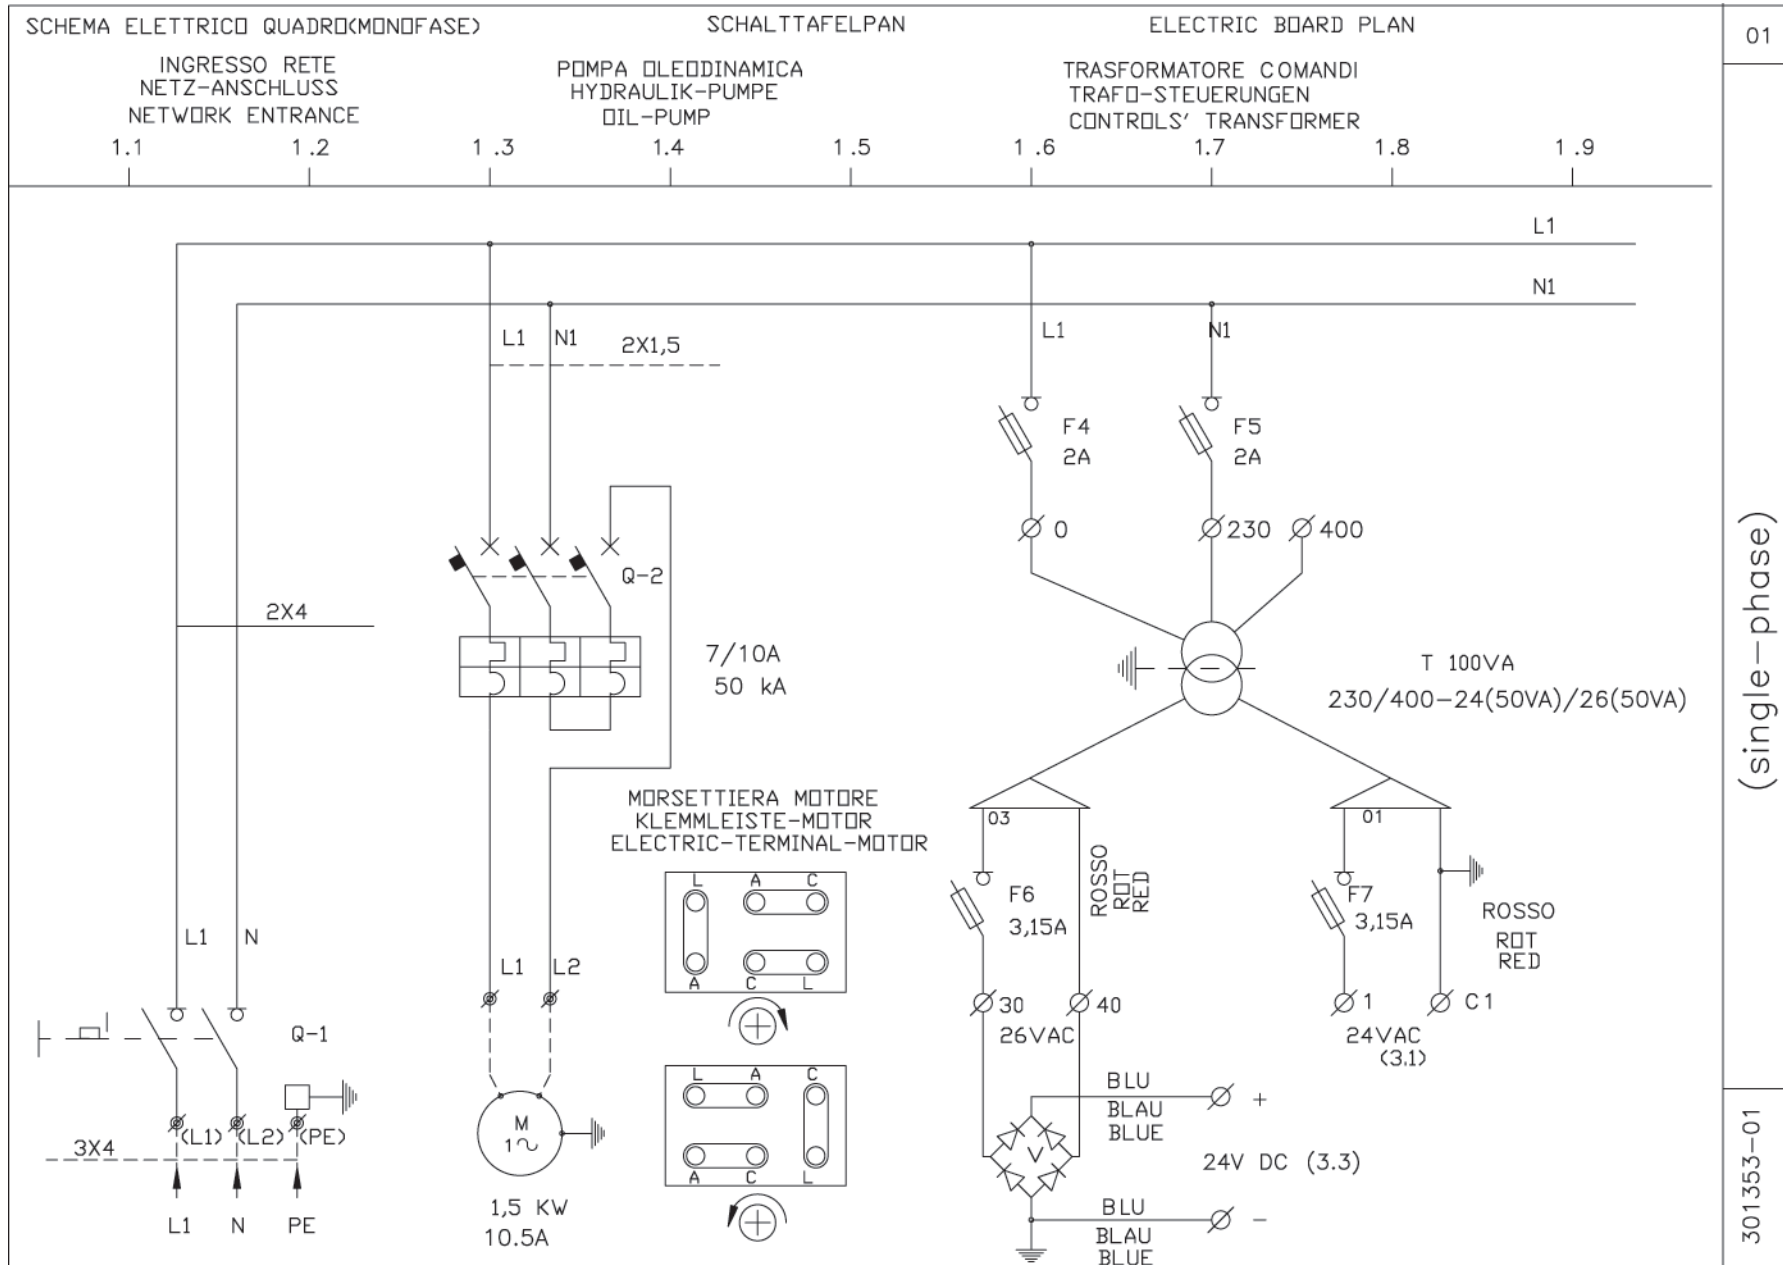 SCHEMA ELETTRICO QUADRO(MONOFASE)
SCHALTTAFELPAN
ELECTRIC BOARD PLAN
01
INGRESSO RETE
NETZ-ANSCHLUSS
NETWORK ENTRANCE
POMPA OLEODINAMICA
HYDRAULIK-PUMPE
OIL-PUMP
TRASFORMATORE COMANDI
TRAFO-STEUERUNGEN
CONTROLS' TRANSFORMER
1.1
1.2
1.3
1.4
1.5
1.6
1.7
1.8
1.9
L1
N1
L1
N1
2X1,5
L1
N1
F4
2A
F5
2A
0
230
400
Q-2
2X4
7/10A
50 kA
T 100VA
230/400-24(50VA)/26(50VA)
(single-phase)
MORSETTIERA MOTORE
KLEMMLEISTE-MOTOR
ELECTRIC-TERMINAL-MOTOR
L A C
A C L
L A C
A C L
03
F6
3,15A
ROSSO
ROT
RED
01
F7
3,15A
ROSSO
ROT
RED
L1
N
L1
L2
30
40
26VAC
1
C1
24VAC
(3.1)
Q-1
(L1)
(L2)
(PE)
3X4
L1
N
PE
M
1~
1,5 KW
10.5A
BLU
BLAU
BLUE
+
V
24V DC (3.3)
BLU
BLAU
BLUE
-
301353-01